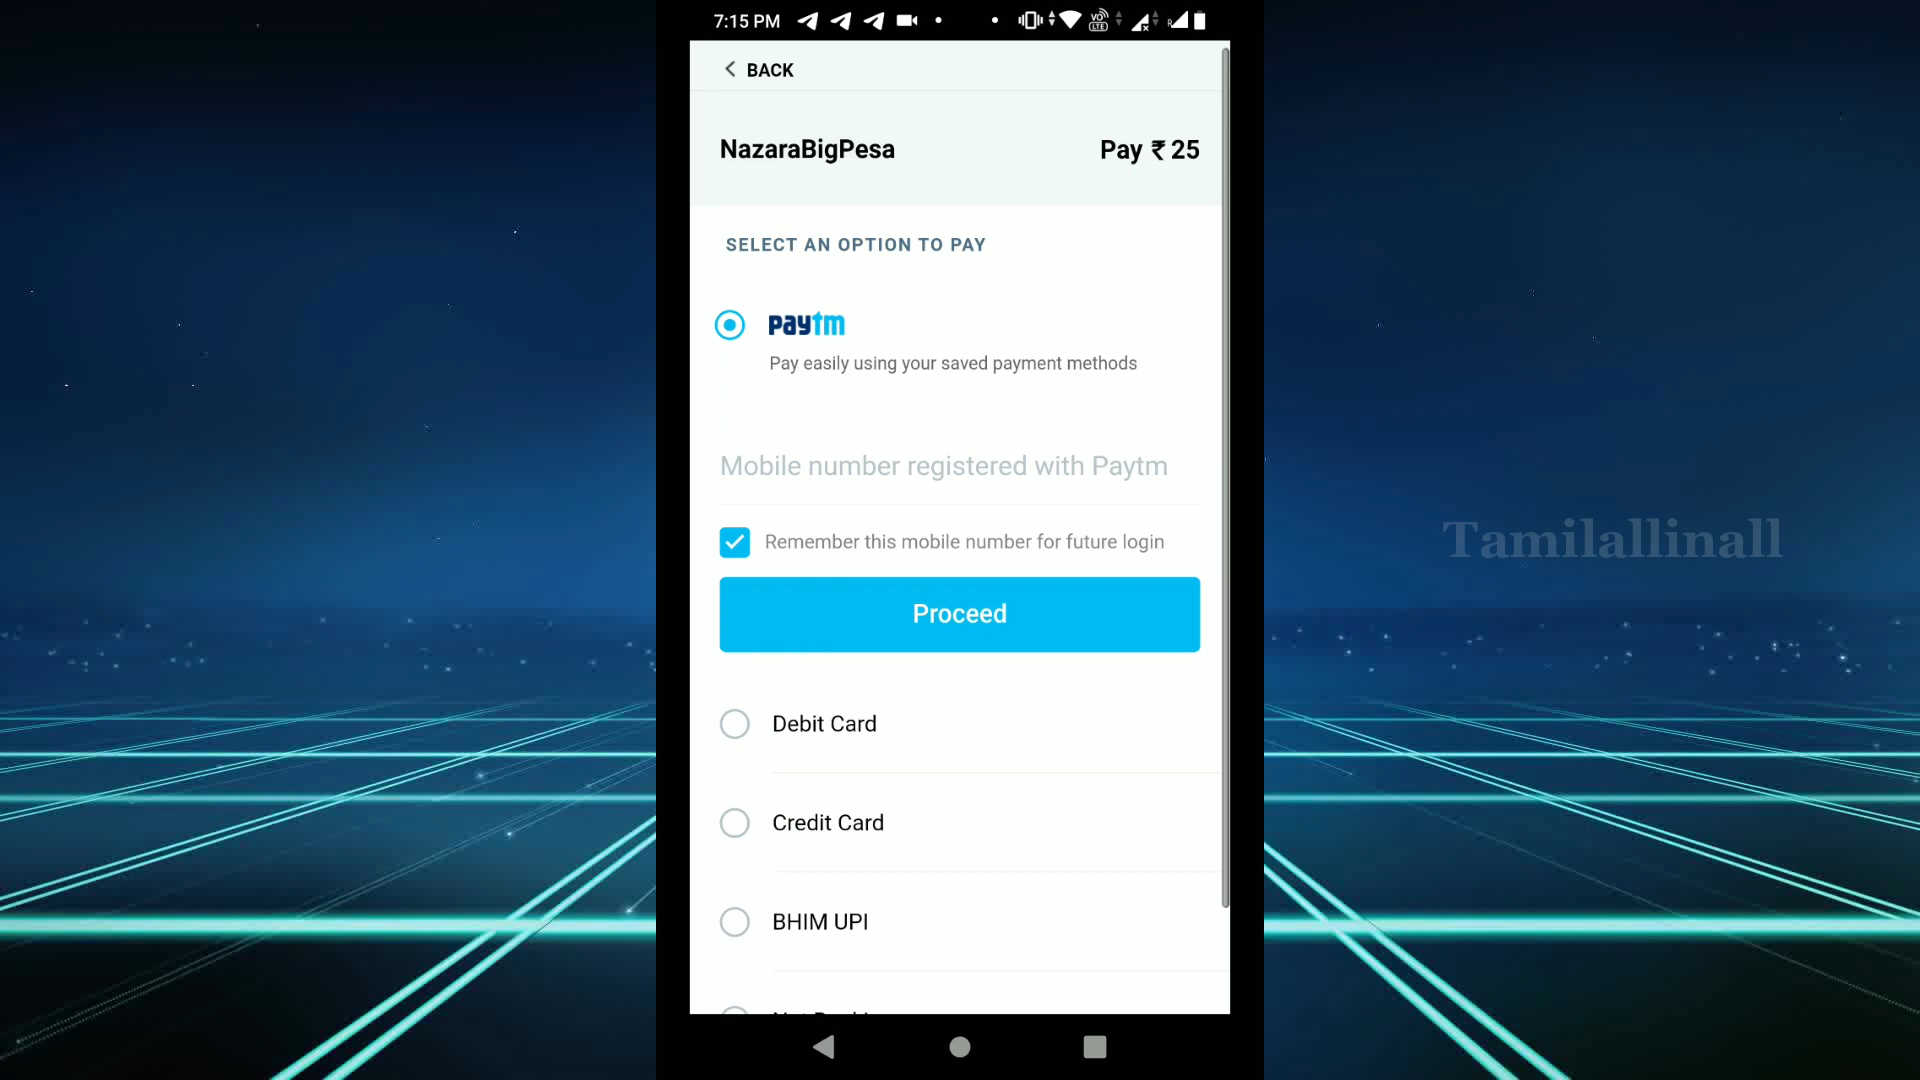 7:15 PM
VO
LTE
R
BACK
NazaraBigPesa
Pay ₹ 25
SELECT AN OPTION TO PAY
paytm
Pay easily using your saved payment methods
Mobile number registered with Paytm
Remember this mobile number for future login
Proceed
Debit Card
Credit Card
BHIM UPI
Tamilallinall